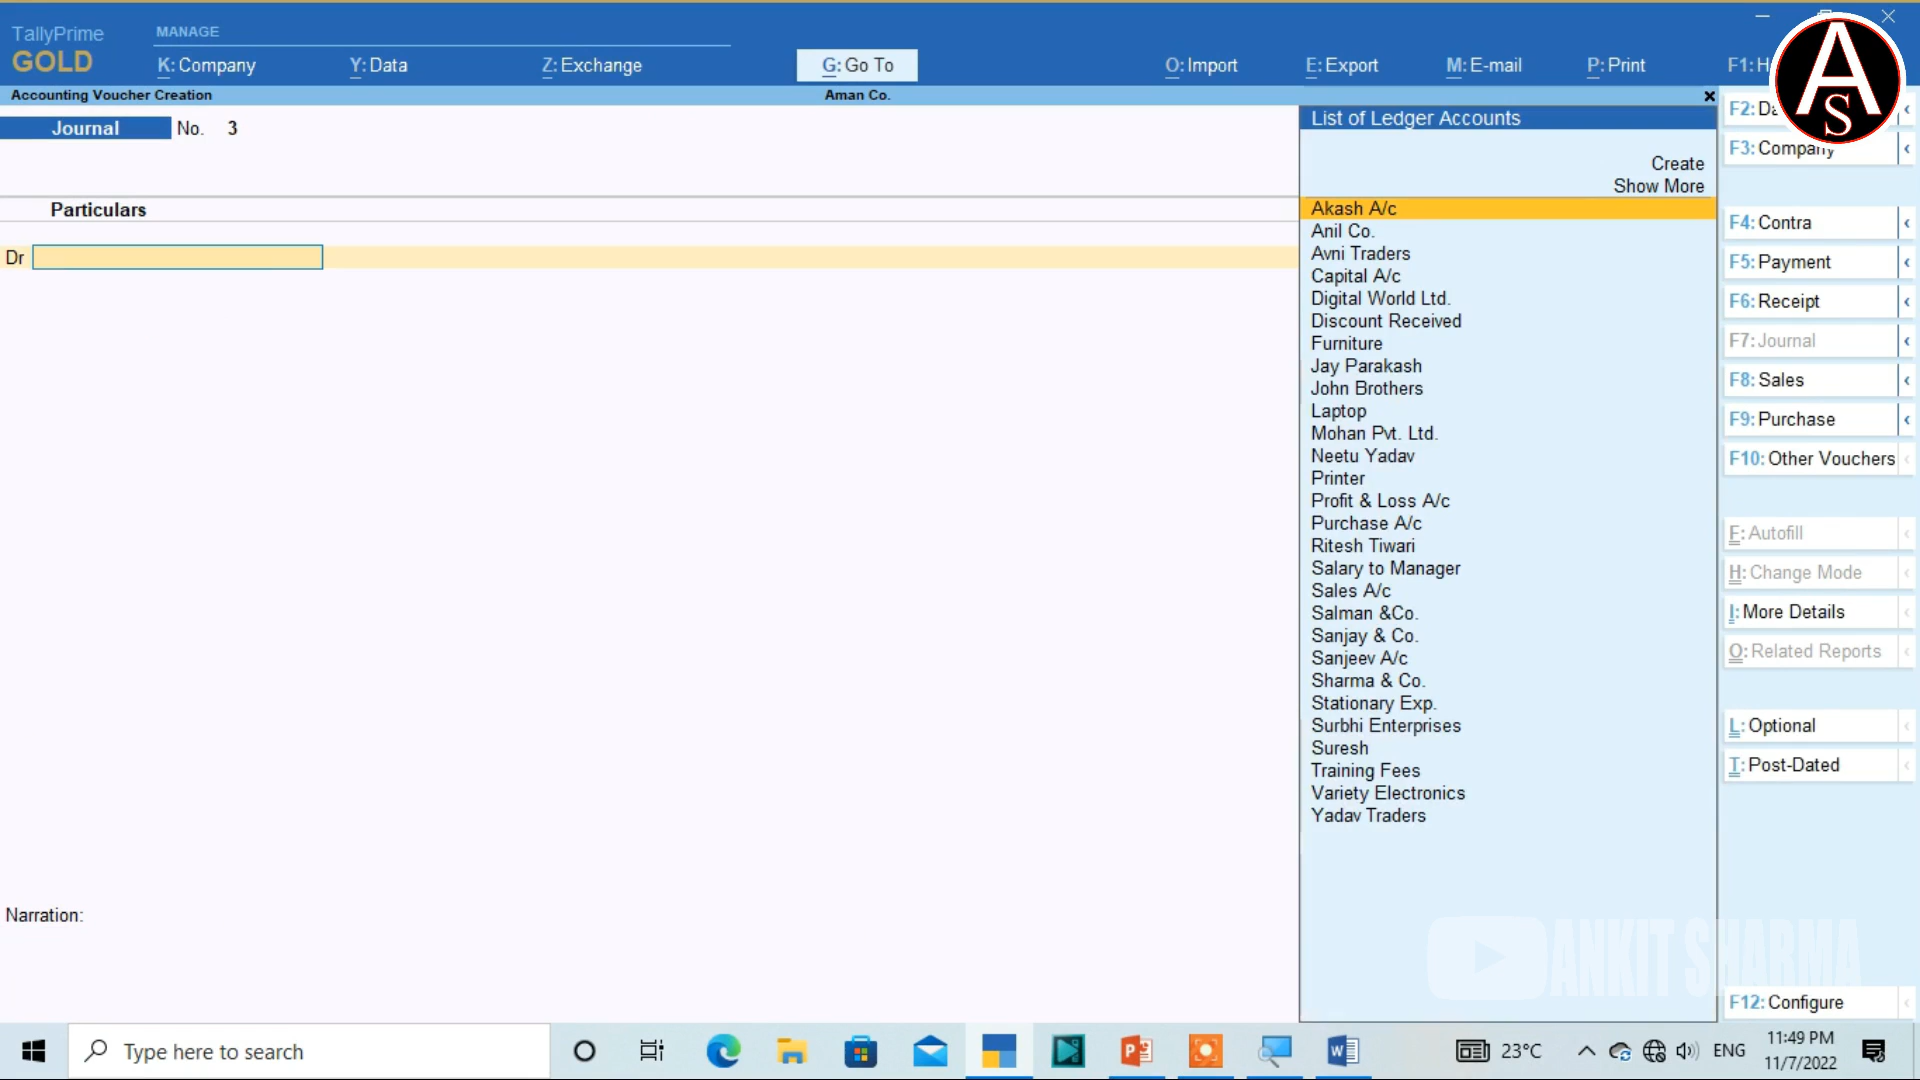 TallyPrime
GOLD
MANAGE
K: Company
Y: Data
Z: Exchange
G: Go To
O: Import
E: Export
M: E-mail
P: Print
F1: H
A
S
Accounting Voucher Creation
Aman Co.
Journal No. 3
Particulars
Dr
Narration:
List of Ledger Accounts
Create
Show More
Akash A/c
Anil Co.
Avni Traders
Capital A/c
Digital World Ltd.
Discount Received
Furniture
Jay Parakash
John Brothers
Laptop
Mohan Pvt. Ltd.
Neetu Yadav
Printer
Profit & Loss A/c
Purchase A/c
Ritesh Tiwari
Salary to Manager
Sales A/c
Salman &Co.
Sanjay & Co.
Sanjeev A/c
Sharma & Co.
Stationary Exp.
Surbhi Enterprises
Suresh
Training Fees
Variety Electronics
Yadav Traders
F2: Da
F3: Company
F4: Contra
F5: Payment
F6: Receipt
F7: Journal
F8: Sales
F9: Purchase
F10: Other Vouchers
F: Autofill
H: Change Mode
I: More Details
O: Related Reports
L: Optional
T: Post-Dated
ANKIT SHARMA
F12: Configure
Type here to search
23°C
ENG
11:49 PM
11/7/2022